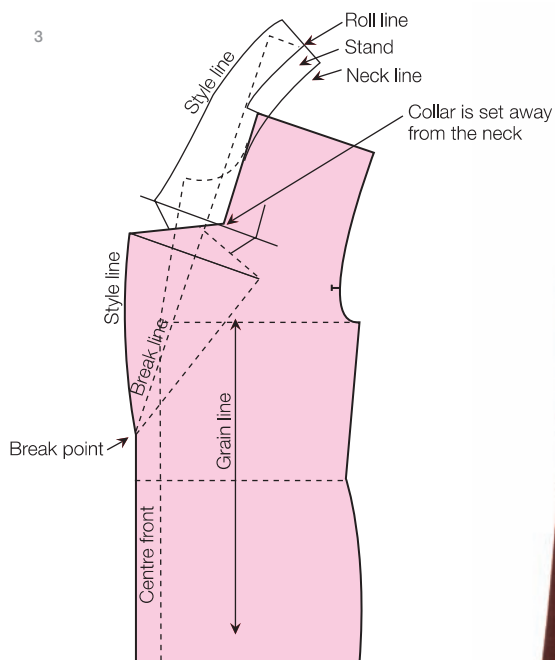 3
Roll line
Stand
Neck line
Style line
Collar is set away
from the neck
Style line
Break line
Break point
Grain line
Centre front